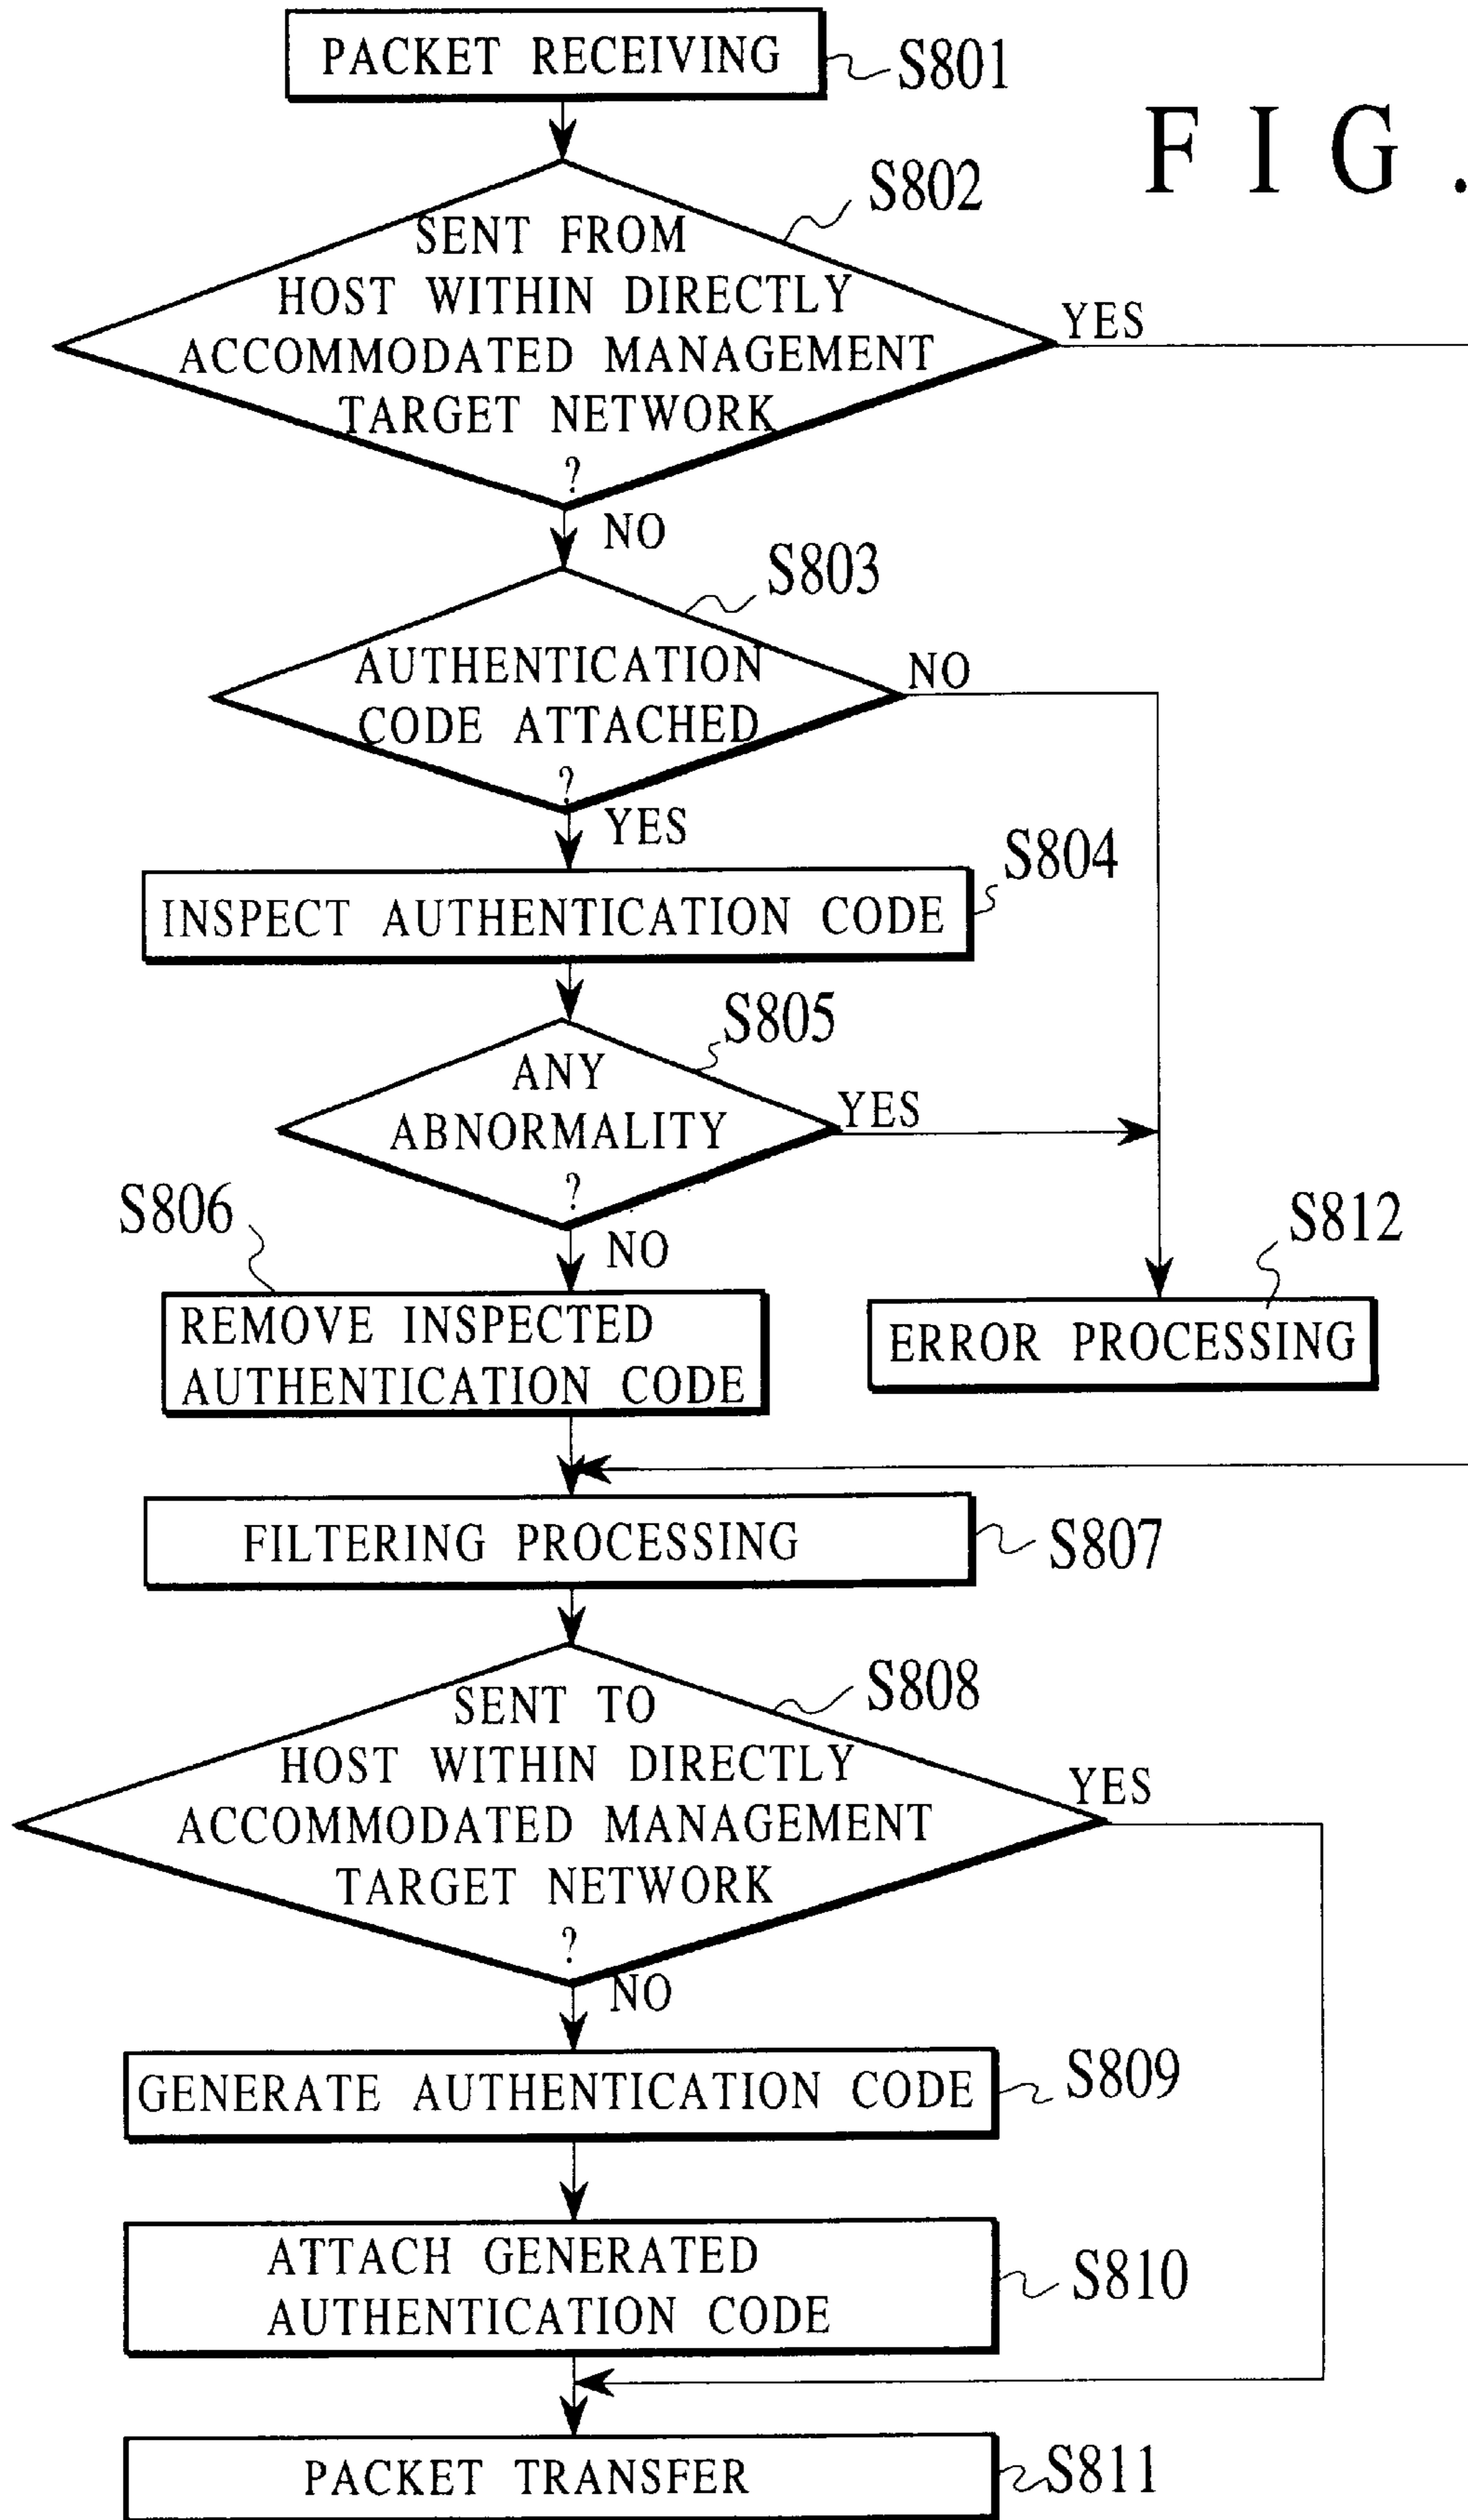 PACKET RECEIVING
S801
F I G .
S802
SENT FROM
HOST WITHIN DIRECTLY
ACCOMMODATED MANAGEMENT
TARGET NETWORK
?
YES
NO
S803
AUTHENTICATION
CODE ATTACHED
?
NO
YES
S804
INSPECT AUTHENTICATION CODE
S805
ANY
ABNORMALITY
?
YES
NO
S806
REMOVE INSPECTED
AUTHENTICATION CODE
S812
ERROR PROCESSING
FILTERING PROCESSING
S807
S808
SENT TO
HOST WITHIN DIRECTLY
ACCOMMODATED MANAGEMENT
TARGET NETWORK
?
YES
NO
GENERATE AUTHENTICATION CODE
S809
ATTACH GENERATED
AUTHENTICATION CODE
S810
PACKET TRANSFER
S811